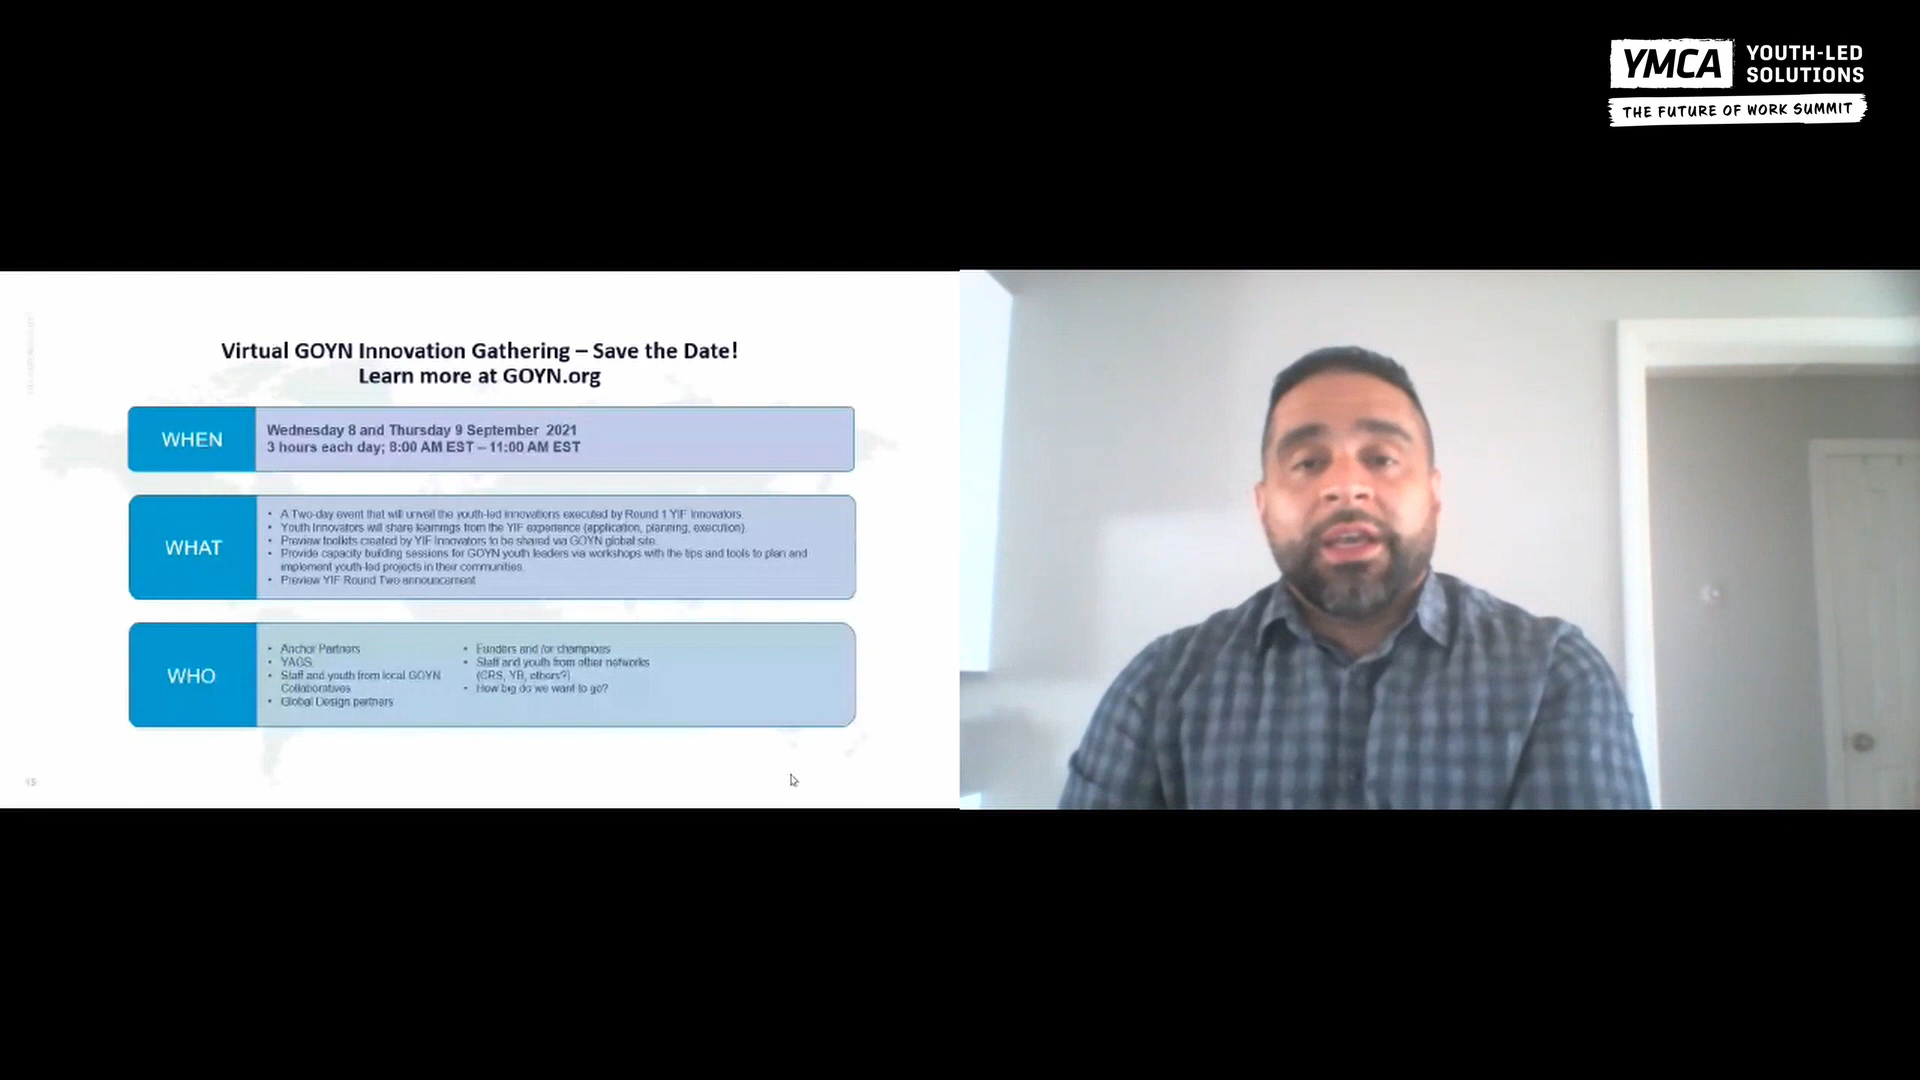 YMCA YOUTH-LED
SOLUTIONS
THE FUTURE OF WORK SUMMIT
Virtual GOYN Innovation Gathering – Save the Date!
Learn more at GOYN.org
WHEN
Wednesday 8 and Thursday 9 September 2021
3 hours each day; 8:00 AM EST – 11:00 AM EST
WHAT
• A Two-day event that will unveil the youth-led innovations executed by Round 1 YIF Innovators.
• Youth Innovators will share learnings from the YIF experience (application, planning, execution).
• Preview toolkits created by YIF Innovators to be shared via GOYN global site.
• Provide capacity building sessions for GOYN youth leaders via workshops with the tips and tools to plan and
implement youth-led projects in their communities.
• Preview YIF Round Two announcement
WHO
• Anchor Partners
• YAGS
• Staff and youth from local GOYN
Collaboratives
• Global Design partners
• Funders and /or champions
• Staff and youth from other networks
(CRS, YB, others?)
• How big do we want to go?
15